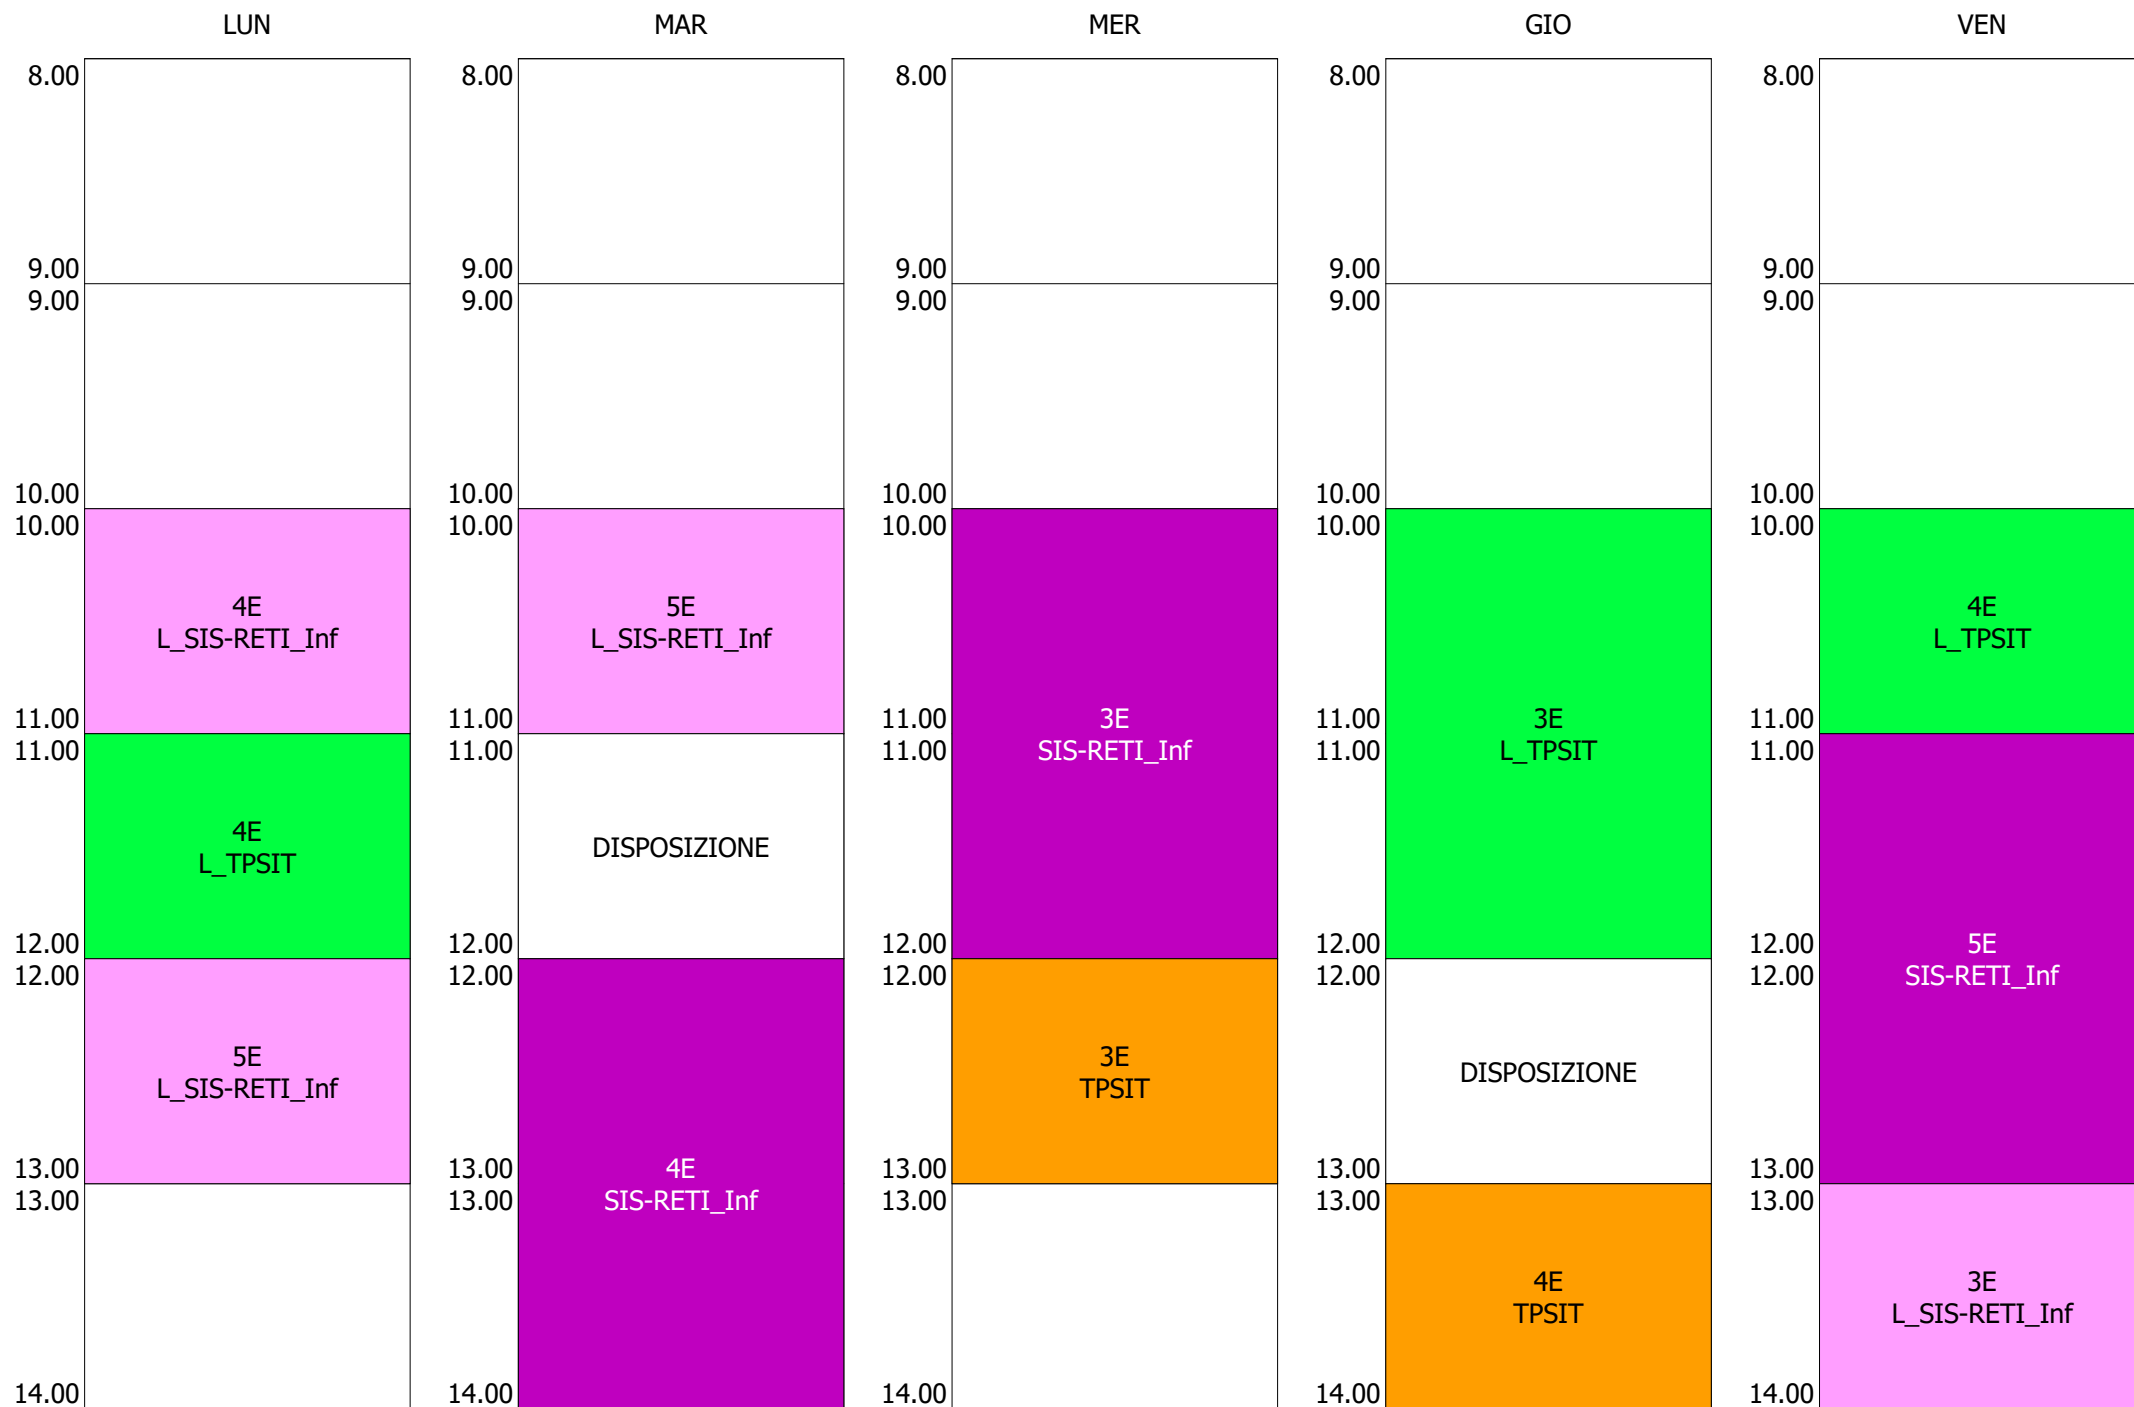 LUN
8.00
9.00
9.00
10.00
10.00
4E
L_SIS-RETI_Inf
11.00
11.00
4E
L_TPSIT
12.00
12.00
5E
L_SIS-RETI_Inf
13.00
13.00
14.00
MAR
8.00
9.00
9.00
10.00
10.00
5E
L_SIS-RETI_Inf
11.00
11.00
DISPOSIZIONE
12.00
12.00
13.00
4E
13.00
SIS-RETI_Inf
14.00
MER
8.00
9.00
9.00
10.00
10.00
11.00
3E
11.00
SIS-RETI_Inf
12.00
12.00
3E
TPSIT
13.00
13.00
14.00
GIO
8.00
9.00
9.00
10.00
10.00
11.00
3E
11.00
L_TPSIT
12.00
12.00
DISPOSIZIONE
13.00
13.00
4E
TPSIT
14.00
VEN
8.00
9.00
9.00
10.00
10.00
4E
L_TPSIT
11.00
11.00
12.00
5E
12.00
SIS-RETI_Inf
13.00
13.00
3E
L_SIS-RETI_Inf
14.00